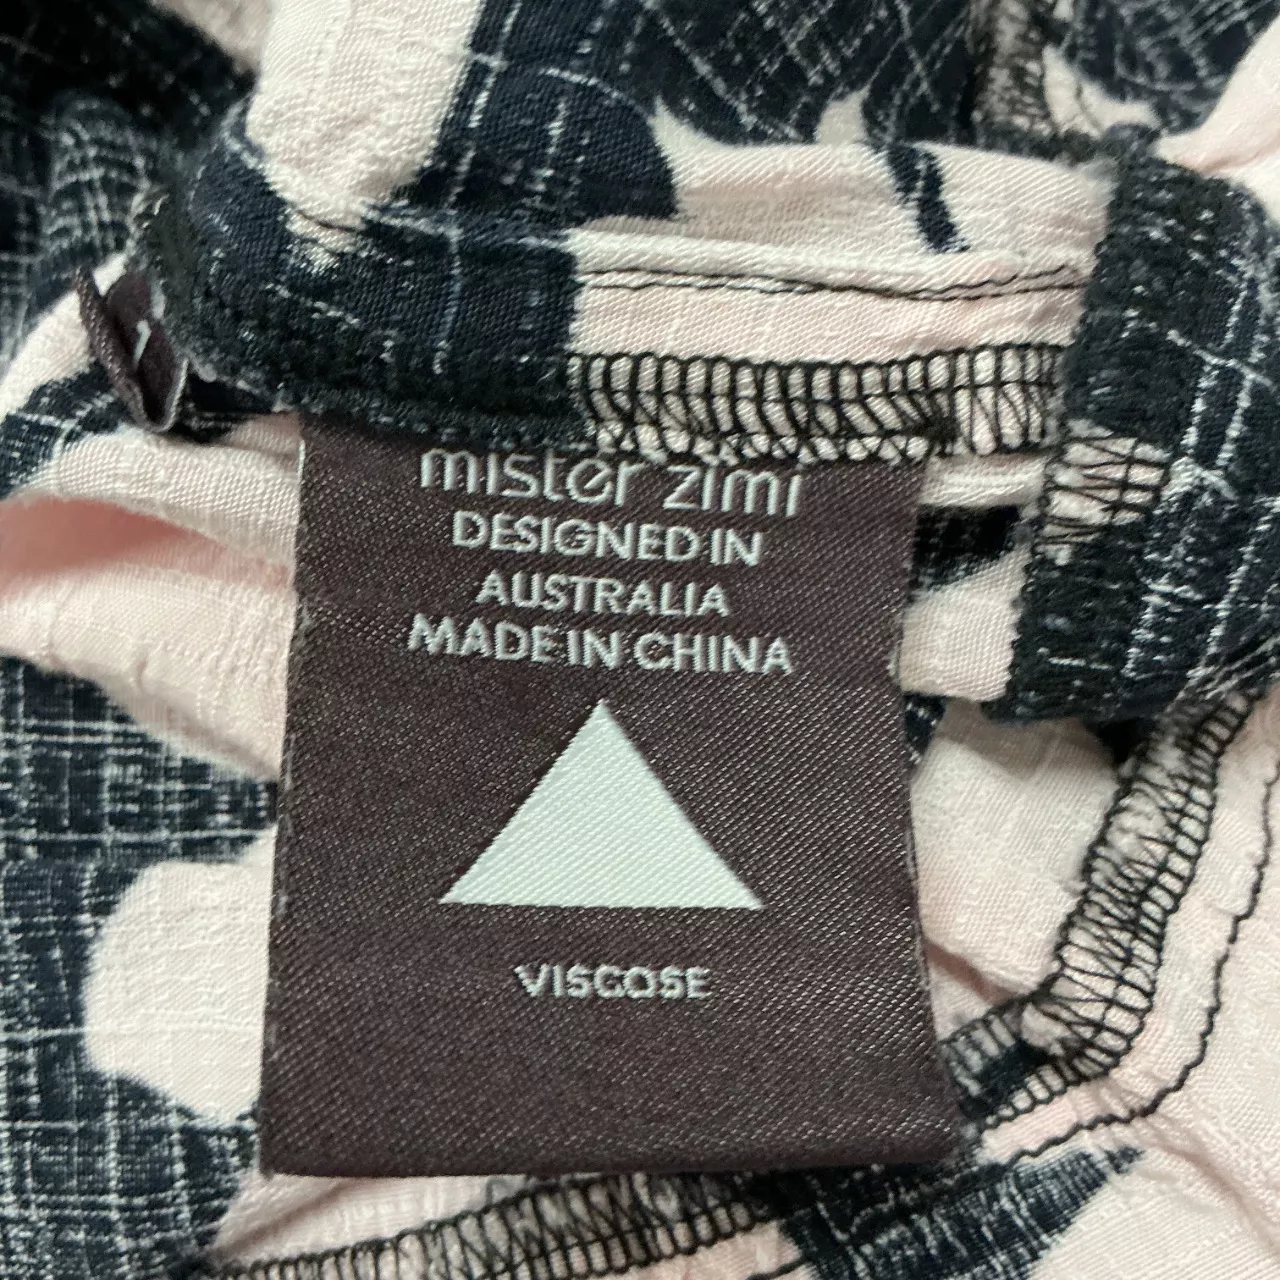 mister zimi
DESIGNED IN
AUSTRALIA
MADE IN CHINA
VISCOSE